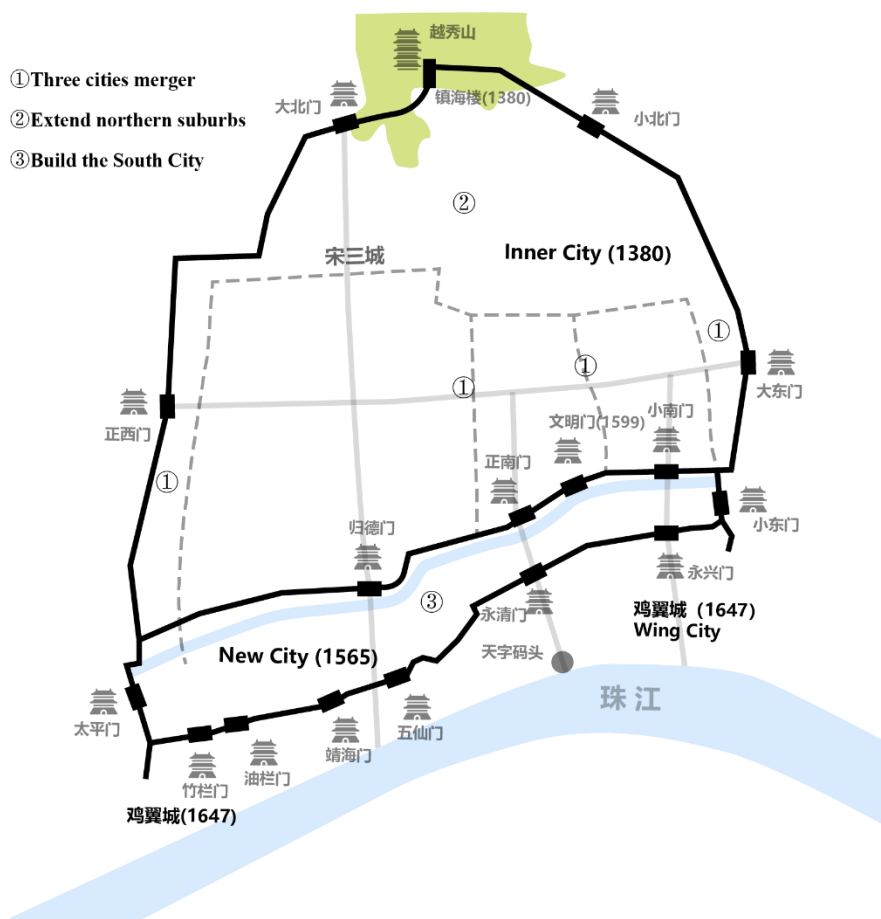 越秀山
①Three cities merger
大北门
镇海楼(1380)
小北门
②Extend northern suburbs
③Build the South City
②
宋三城
Inner City (1380)
①
①
①
大东门
正西门
文明门(1599)
小南门
正南门
①
小东门
归德门
永兴门
③
永清门
鸡翼城（1647)
Wing City
New City (1565)
天字码头
珠江
太平门
五仙门
靖海门
油栏门
竹栏门
鸡翼城(1647)